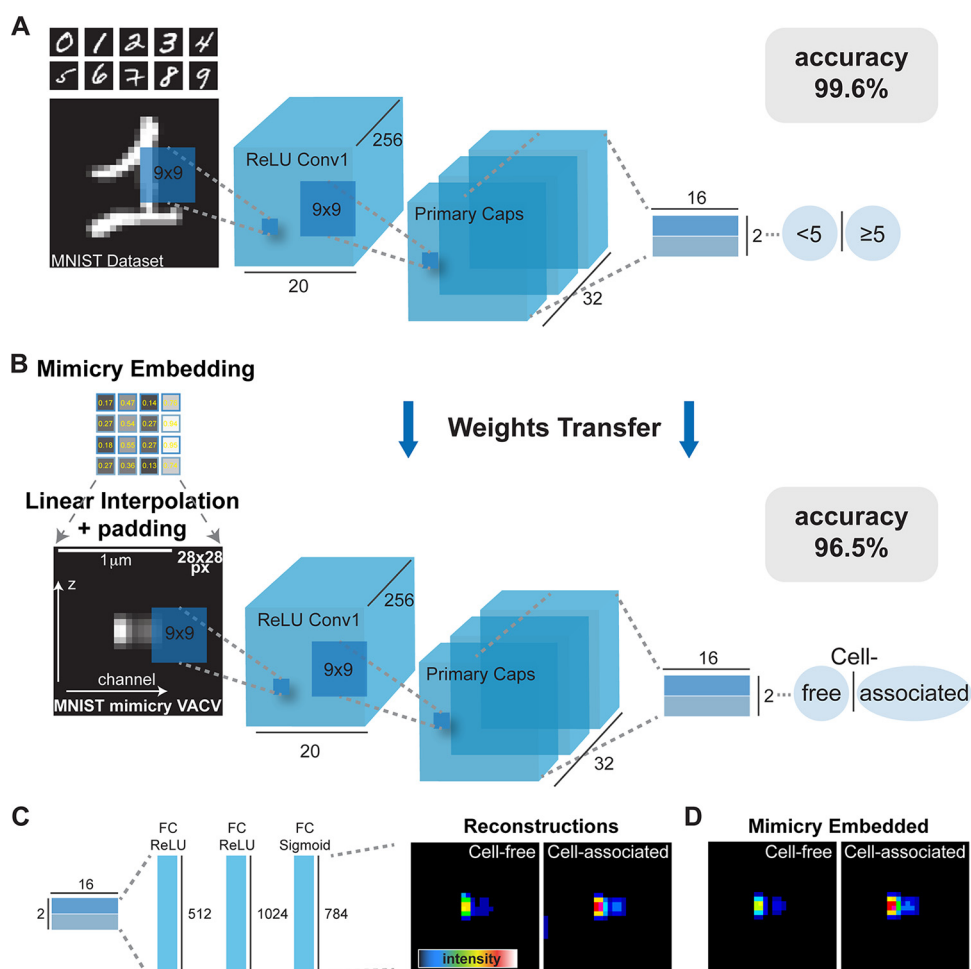 A
0 1 2 3 4
5 6 7 8 9
9x9
MNIST Dataset
ReLU Conv1
256
9x9
20
Primary Caps
32
16
2
<5
≥5
accuracy
99.6%
B
Mimicry Embedding
0.17 0.47 0.14
0.27 0.54 0.27
0.18 0.55 0.27
0.27 0.36 0.13
Linear Interpolation
+ padding
1μm
28x28
px
z
9x9
channel
MNIST mimicry VACV
Weights Transfer
ReLU Conv1
256
9x9
20
Primary Caps
32
16
2
Cell-
free
associated
accuracy
96.5%
C
16
2
FC
ReLU
512
FC
ReLU
1024
FC
Sigmoid
784
Reconstructions
Cell-free
Cell-associated
intensity
D
Mimicry Embedded
Cell-free
Cell-associated